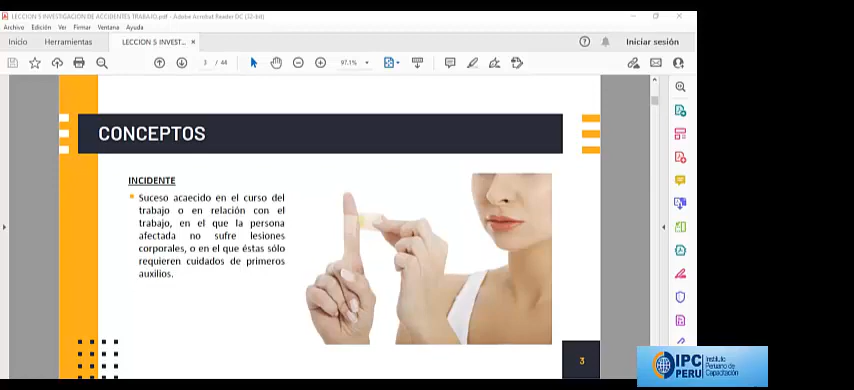 LECCION 5 INVESTIGACION DE ACCIDENTES TRABAJO.pdf - Adobe Acrobat Reader DC (32-bit)
Archivo Edición Ver Firmar Ventana Ayuda
Inicio Herramientas LECCION 5 INVEST... × Iniciar sesión
3 / 44 97.1%
CONCEPTOS
INCIDENTE
Suceso acaecido en el curso del
trabajo o en relación con el
trabajo, en el que la persona
afectada no sufre lesiones
corporales, o en el que éstas sólo
requieren cuidados de primeros
auxilios.
3
IPC
PERU
Instituto
Peruano de
Capacitación